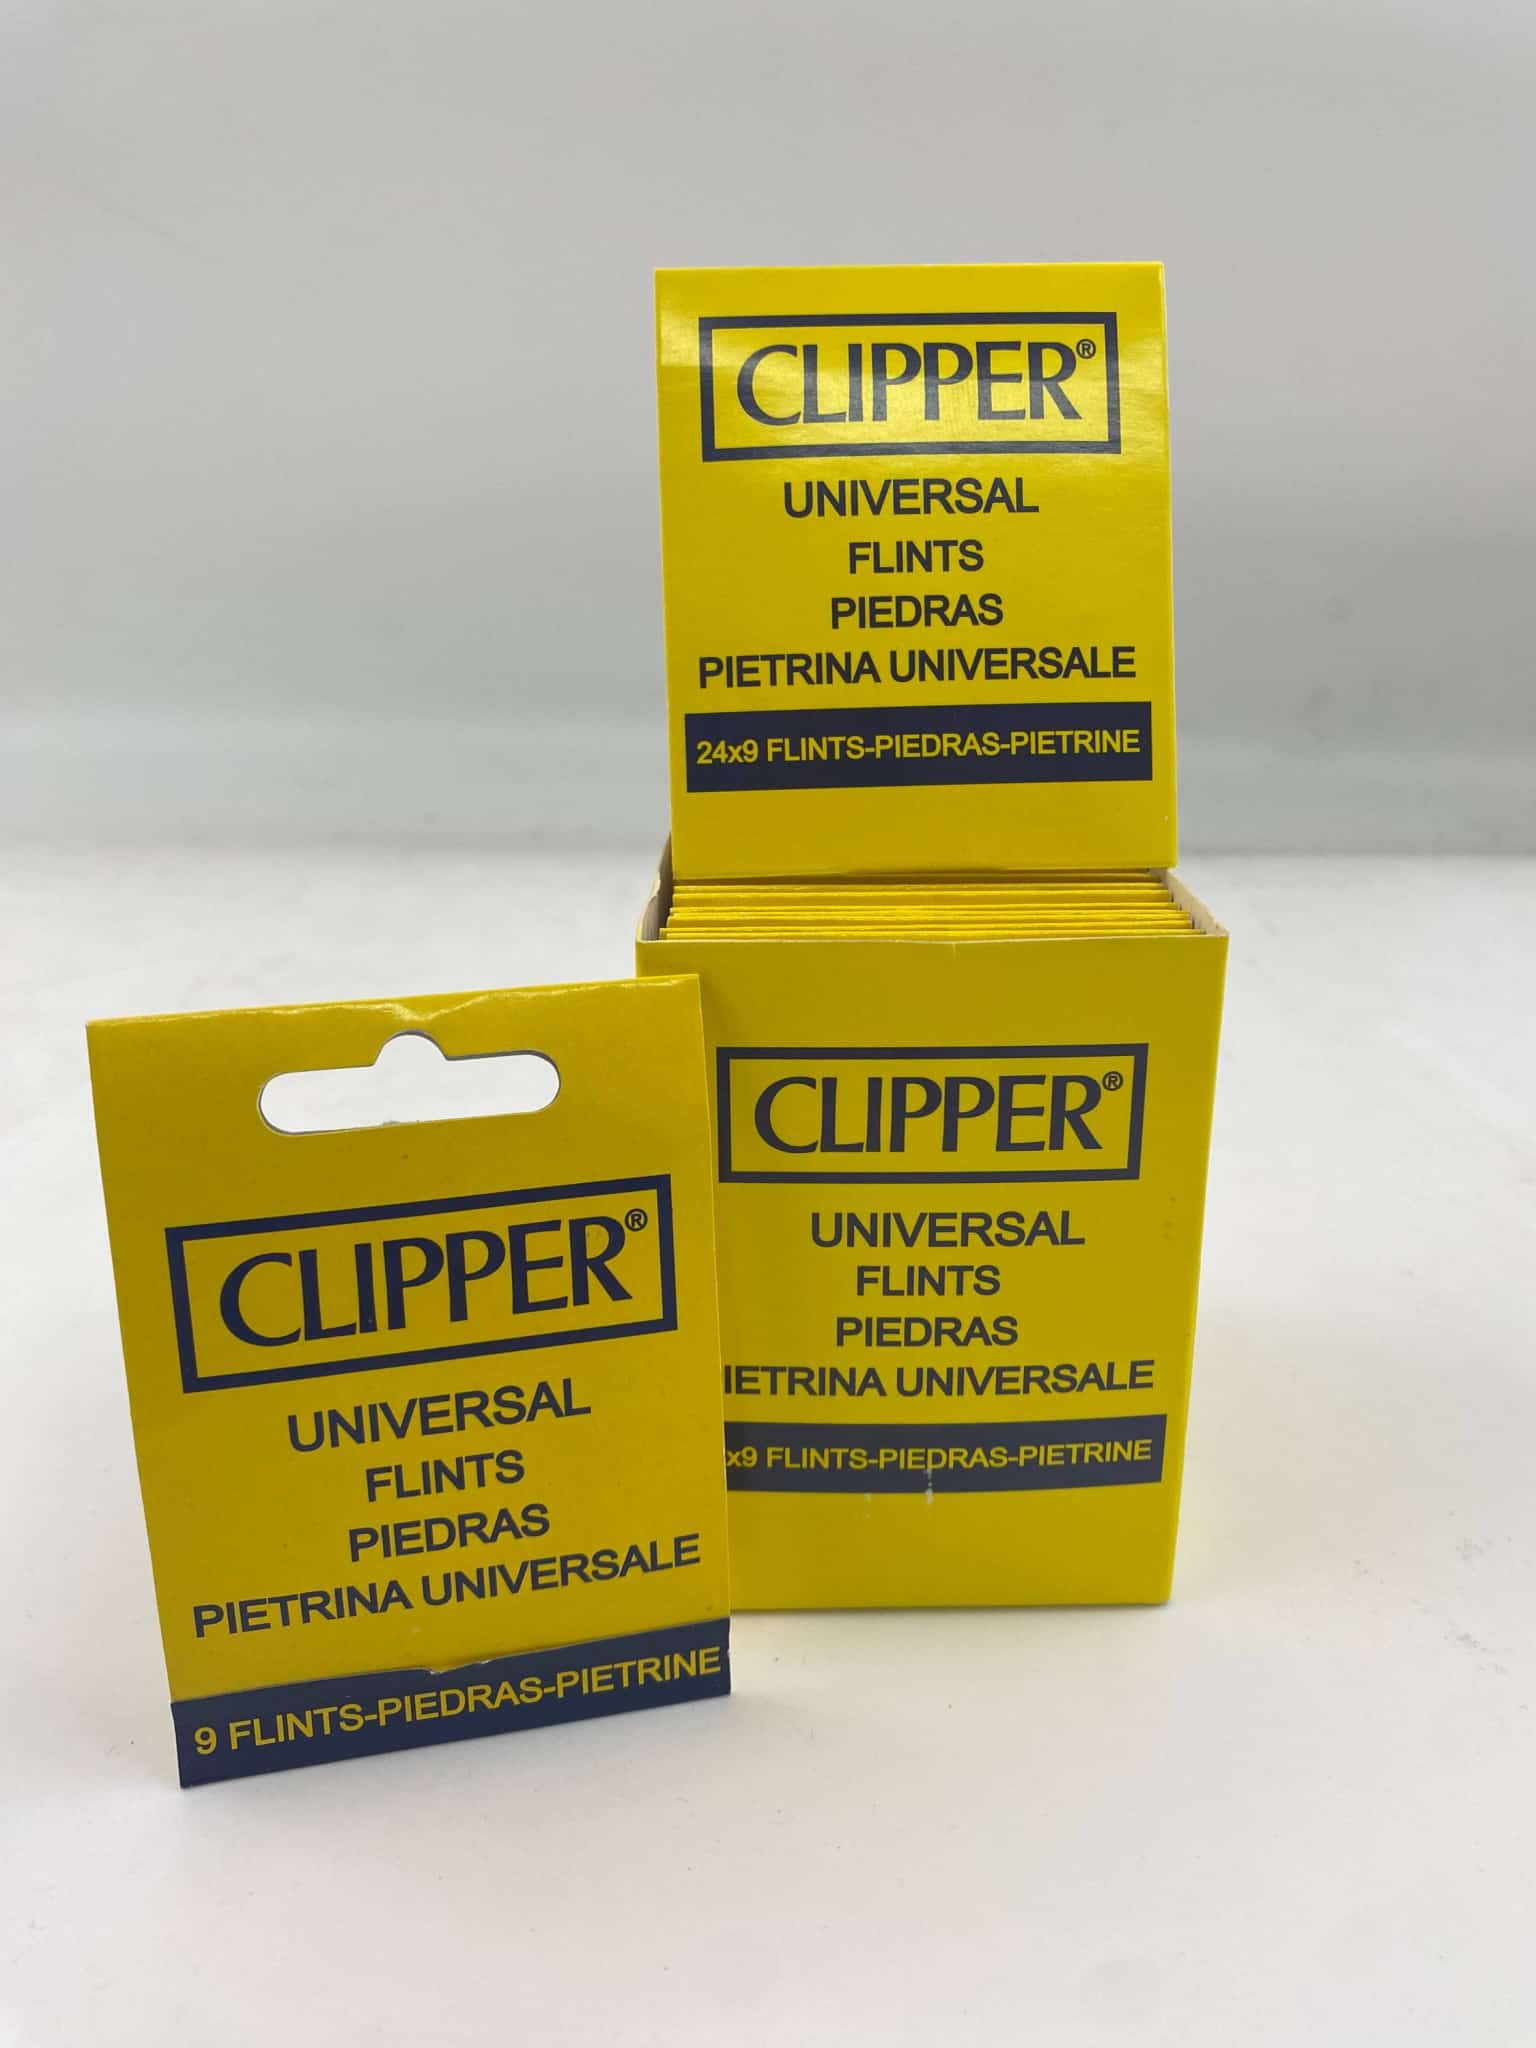 CLIPPER®
UNIVERSAL
FLINTS
PIEDRAS
PIETRINA UNIVERSALE
24x9 FLINTS-PIEDRAS-PIETRINE
CLIPPER®
UNIVERSAL
FLINTS
PIEDRAS
IETRINA UNIVERSALE
x9 FLINTS-PIEDRAS-PIETRINE
CLIPPER®
UNIVERSAL
FLINTS
PIEDRAS
PIETRINA UNIVERSALE
9 FLINTS-PIEDRAS-PIETRINE